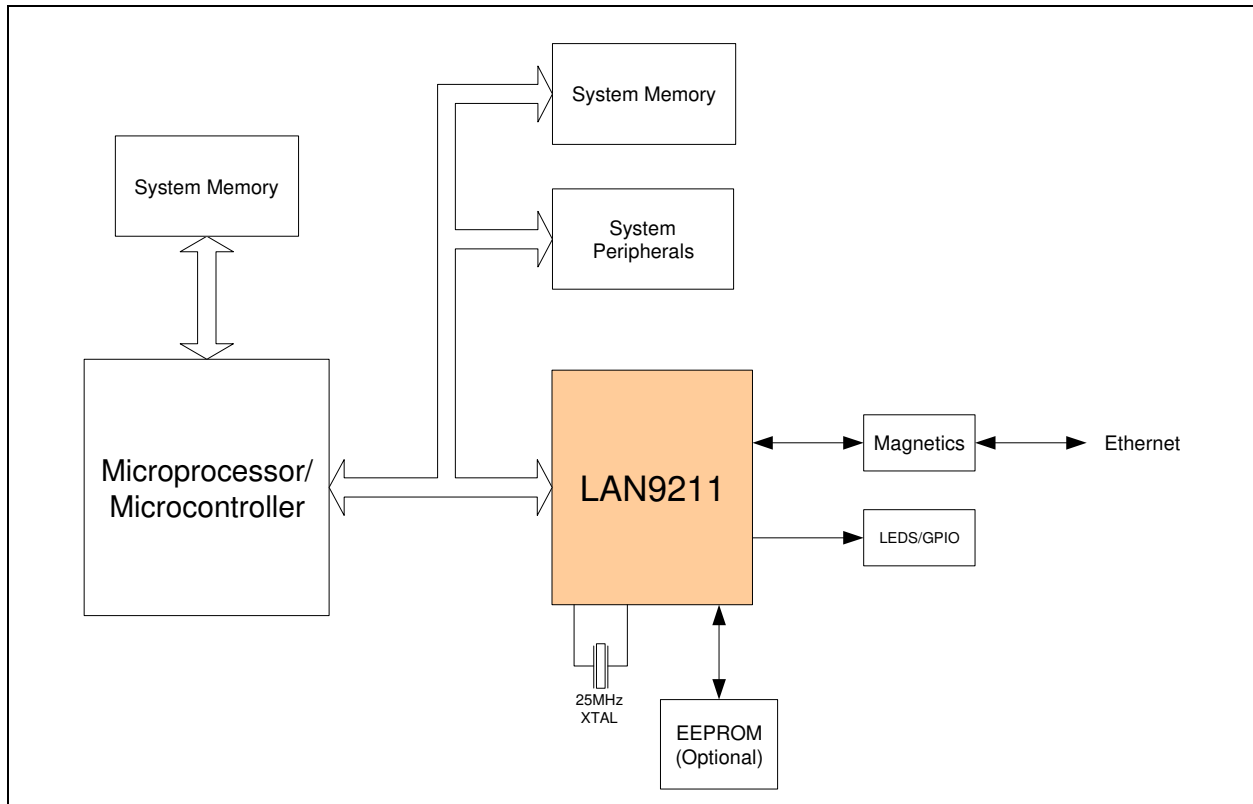 System Memory
System Memory
System
Peripherals
Microprocessor/
Microcontroller
LAN9211
Magnetics
Ethernet
LEDS/GPIO
25MHz
XTAL
EEPROM
(Optional)